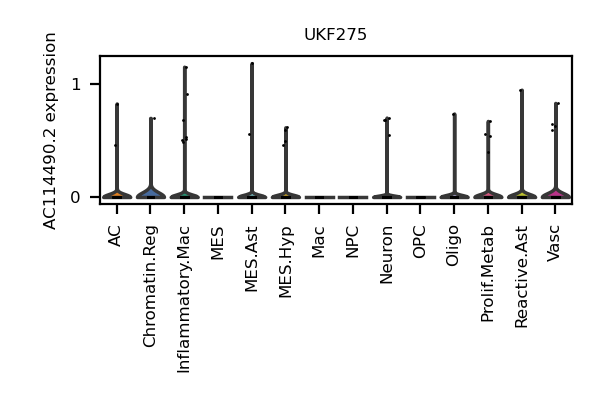 UKF275
AC114490.2 expression
1
0
AC
Chromatin.Reg
Inflammatory.Mac
MES
MES.Ast
MES.Hyp
Mac
NPC
Neuron
OPC
Oligo
Prolif.Metab
Reactive.Ast
Vasc